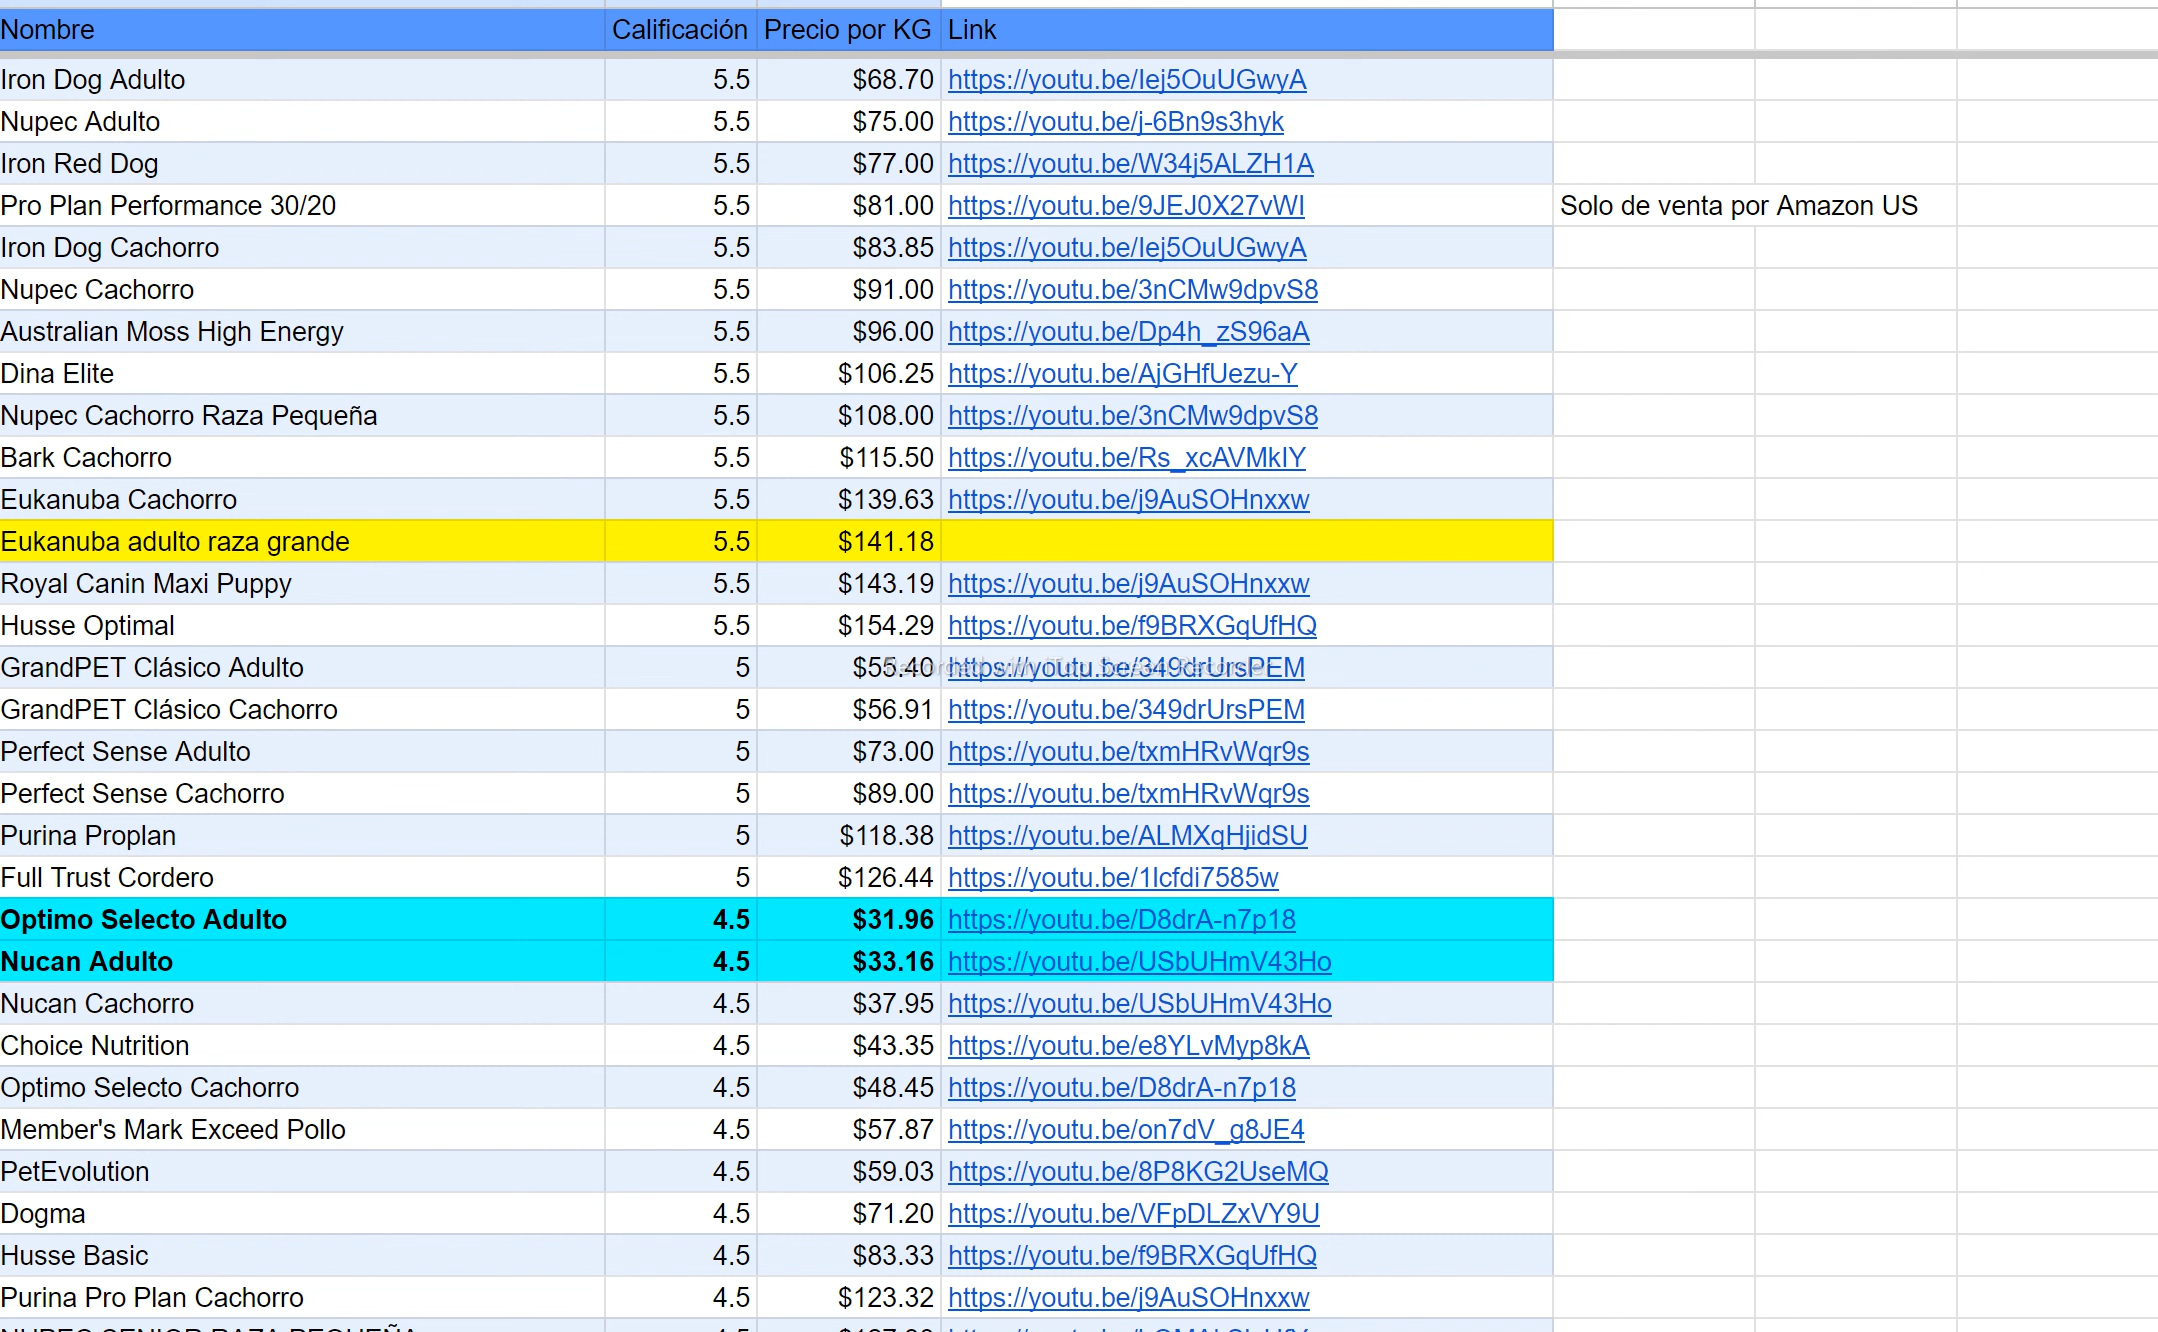 Nombre Calificación Precio por KG Link
Iron Dog Adulto 5.5 $68.70 https://youtu.be/Iej5OuUGwyA
Nupec Adulto 5.5 $75.00 https://youtu.be/j-6Bn9s3hyk
Iron Red Dog 5.5 $77.00 https://youtu.be/W34j5ALZH1A
Pro Plan Performance 30/20 5.5 $81.00 https://youtu.be/9JEJ0X27vWI Solo de venta por Amazon US
Iron Dog Cachorro 5.5 $83.85 https://youtu.be/Iej5OuUGwyA
Nupec Cachorro 5.5 $91.00 https://youtu.be/3nCMw9dpvS8
Australian Moss High Energy 5.5 $96.00 https://youtu.be/Dp4h_zS96aA
Dina Elite 5.5 $106.25 https://youtu.be/AjGHfUezu-Y
Nupec Cachorro Raza Pequeña 5.5 $108.00 https://youtu.be/3nCMw9dpvS8
Bark Cachorro 5.5 $115.50 https://youtu.be/Rs_xcAVMkIY
Eukanuba Cachorro 5.5 $139.63 https://youtu.be/j9AuSOHnxxw
Eukanuba adulto raza grande 5.5 $141.18
Royal Canin Maxi Puppy 5.5 $143.19 https://youtu.be/j9AuSOHnxxw
Husse Optimal 5.5 $154.29 https://youtu.be/f9BRXGqUfHQ
GrandPET Clásico Adulto 5 $55.40 https://youtu.be/349drUrsPEM
Recorded with iTop Screen Recorder
GrandPET Clásico Cachorro 5 $56.91 https://youtu.be/349drUrsPEM
Perfect Sense Adulto 5 $73.00 https://youtu.be/txmHRvWqr9s
Perfect Sense Cachorro 5 $89.00 https://youtu.be/txmHRvWqr9s
Purina Proplan 5 $118.38 https://youtu.be/ALMXqHjidSU
Full Trust Cordero 5 $126.44 https://youtu.be/1lcfdi7585w
Optimo Selecto Adulto 4.5 $31.96 https://youtu.be/D8drA-n7p18
Nucan Adulto 4.5 $33.16 https://youtu.be/USbUHmV43Ho
Nucan Cachorro 4.5 $37.95 https://youtu.be/USbUHmV43Ho
Choice Nutrition 4.5 $43.35 https://youtu.be/e8YLvMyp8kA
Optimo Selecto Cachorro 4.5 $48.45 https://youtu.be/D8drA-n7p18
Member's Mark Exceed Pollo 4.5 $57.87 https://youtu.be/on7dV_g8JE4
PetEvolution 4.5 $59.03 https://youtu.be/8P8KG2UseMQ
Dogma 4.5 $71.20 https://youtu.be/VFpDLZxVY9U
Husse Basic 4.5 $83.33 https://youtu.be/f9BRXGqUfHQ
Purina Pro Plan Cachorro 4.5 $123.32 https://youtu.be/j9AuSOHnxxw
NUPEC SENIOR RAZA PEQUEÑA 4.5